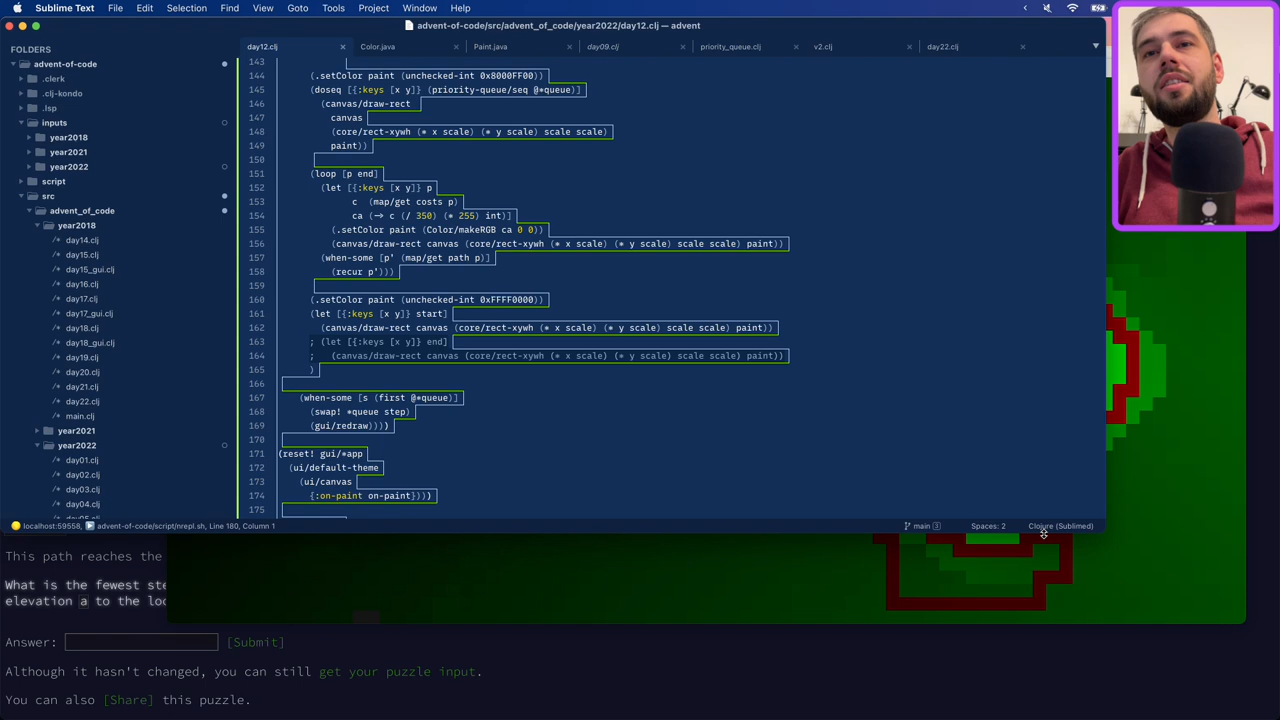 Sublime Text File Edit Selection Find View Goto Tools Project Window Help
advent-of-code/src/advent_of_code/year2022/day12.clj — advent
FOLDERS
advent-of-code
.clerk
.clj-kondo
.lsp
inputs
year2018
year2021
year2022
script
src
advent_of_code
year2018
day14.clj
day15.clj
day15_gui.clj
day16.clj
day17.clj
day17_gui.clj
day18.clj
day18_gui.clj
day19.clj
day20.clj
day21.clj
day22.clj
main.clj
year2021
year2022
day01.clj
day02.clj
day03.clj
day04.clj
day12.clj Color.java Paint.java day09.clj priority_queue.clj v2.clj day22.clj
143
144 (.setColor paint (unchecked-int 0x8000FF00))
145 (doseq [{:keys [x y]} (priority-queue/seq @*queue)]
146 (canvas/draw-rect
147 canvas
148 (core/rect-xywh (* x scale) (* y scale) scale scale)
149 paint))
150
151 (loop [p end]
152 (let [{:keys [x y]} p
153 c (map/get costs p)
154 ca (-> c (/ 350) (* 255) int)]
155 (.setColor paint (Color/makeRGB ca 0 0))
156 (canvas/draw-rect canvas (core/rect-xywh (* x scale) (* y scale) scale scale) paint))
157 (when-some [p' (map/get path p)]
158 (recur p')))
159
160 (.setColor paint (unchecked-int 0xFFFF0000))
161 (let [{:keys [x y]} start]
162 (canvas/draw-rect canvas (core/rect-xywh (* x scale) (* y scale) scale scale) paint))
163 ; (let [{:keys [x y]} end]
164 ; (canvas/draw-rect canvas (core/rect-xywh (* x scale) (* y scale) scale scale) paint))
165 )
166
167 (when-some [s (first @*queue)]
168 (swap! *queue step)
169 (gui/redraw))))
170
171 (reset! gui/*app
172 (ui/default-theme
173 (ui/canvas
174 {:on-paint on-paint})))
175
localhost:59558, advent-of-code/script/nrepl.sh, Line 180, Column 1 main 3 Spaces: 2 Clojure (Sublimed)
This path reaches the
What is the fewest ste
elevation a to the loc
Answer: [Submit]
Although it hasn't changed, you can still get your puzzle input.
You can also [Share] this puzzle.